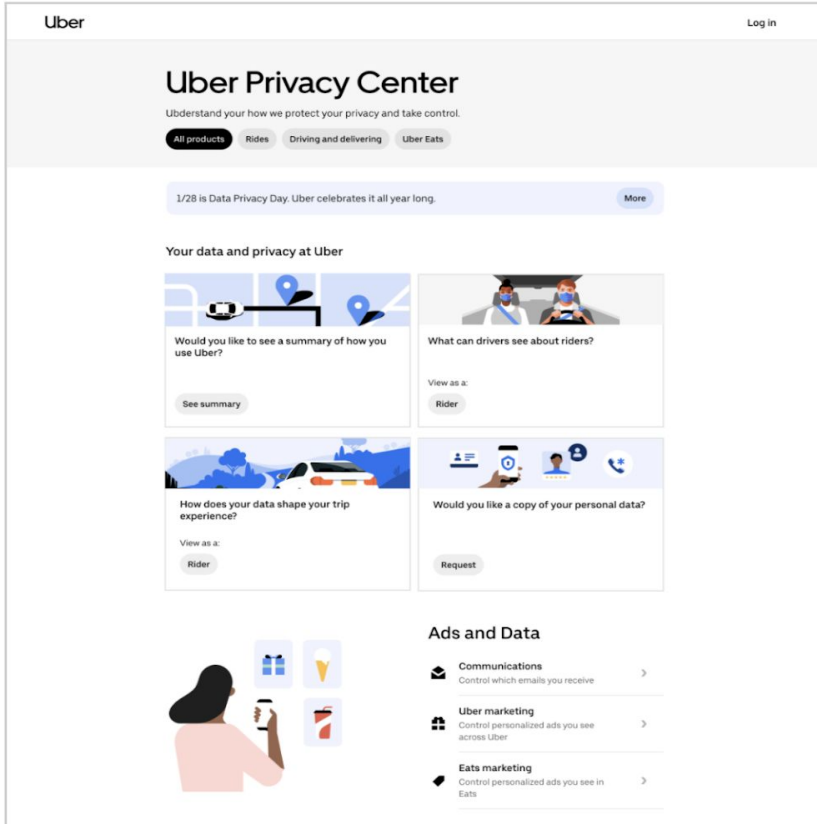 Uber
Log in
Uber Privacy Center
Ubderstand your how we protect your privacy and take control.
All products
Rides
Driving and delivering
Uber Eats
1/28 is Data Privacy Day. Uber celebrates it all year long.
More
Your data and privacy at Uber
Would you like to see a summary of how you
use Uber?
See summary
What can drivers see about riders?
View as a:
Rider
How does your data shape your trip
experience?
View as a:
Rider
Would you like a copy of your personal data?
Request
Ads and Data
Communications
Control which emails you receive
Uber marketing
Control personalized ads you see
across Uber
Eats marketing
Control personalized ads you see in
Eats